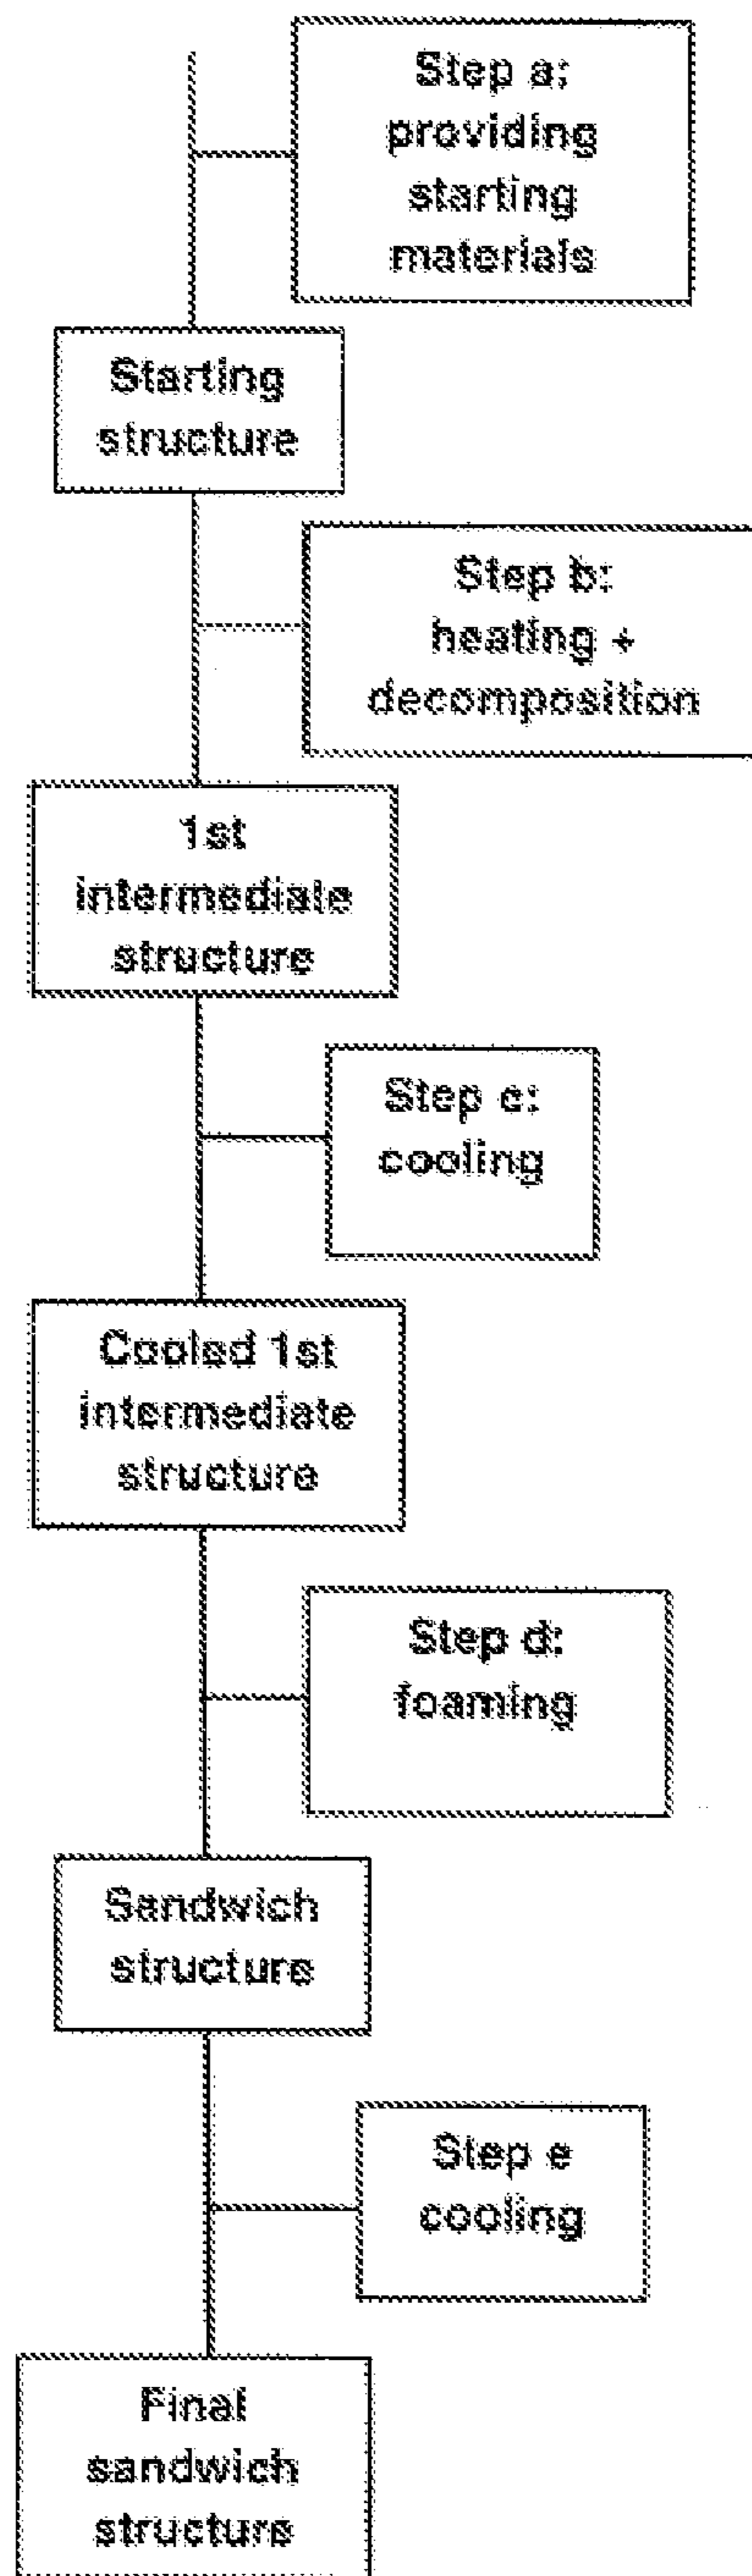 Step a:
providing
starting
materials
Starting
structure
Step b:
heating +
decomposition
1st
intermediate
structure
Step c:
cooling
Cooled 1st
intermediate
structure
Step d:
foaming
Sandwich
structure
Step e
cooling
Final
sandwich
structure